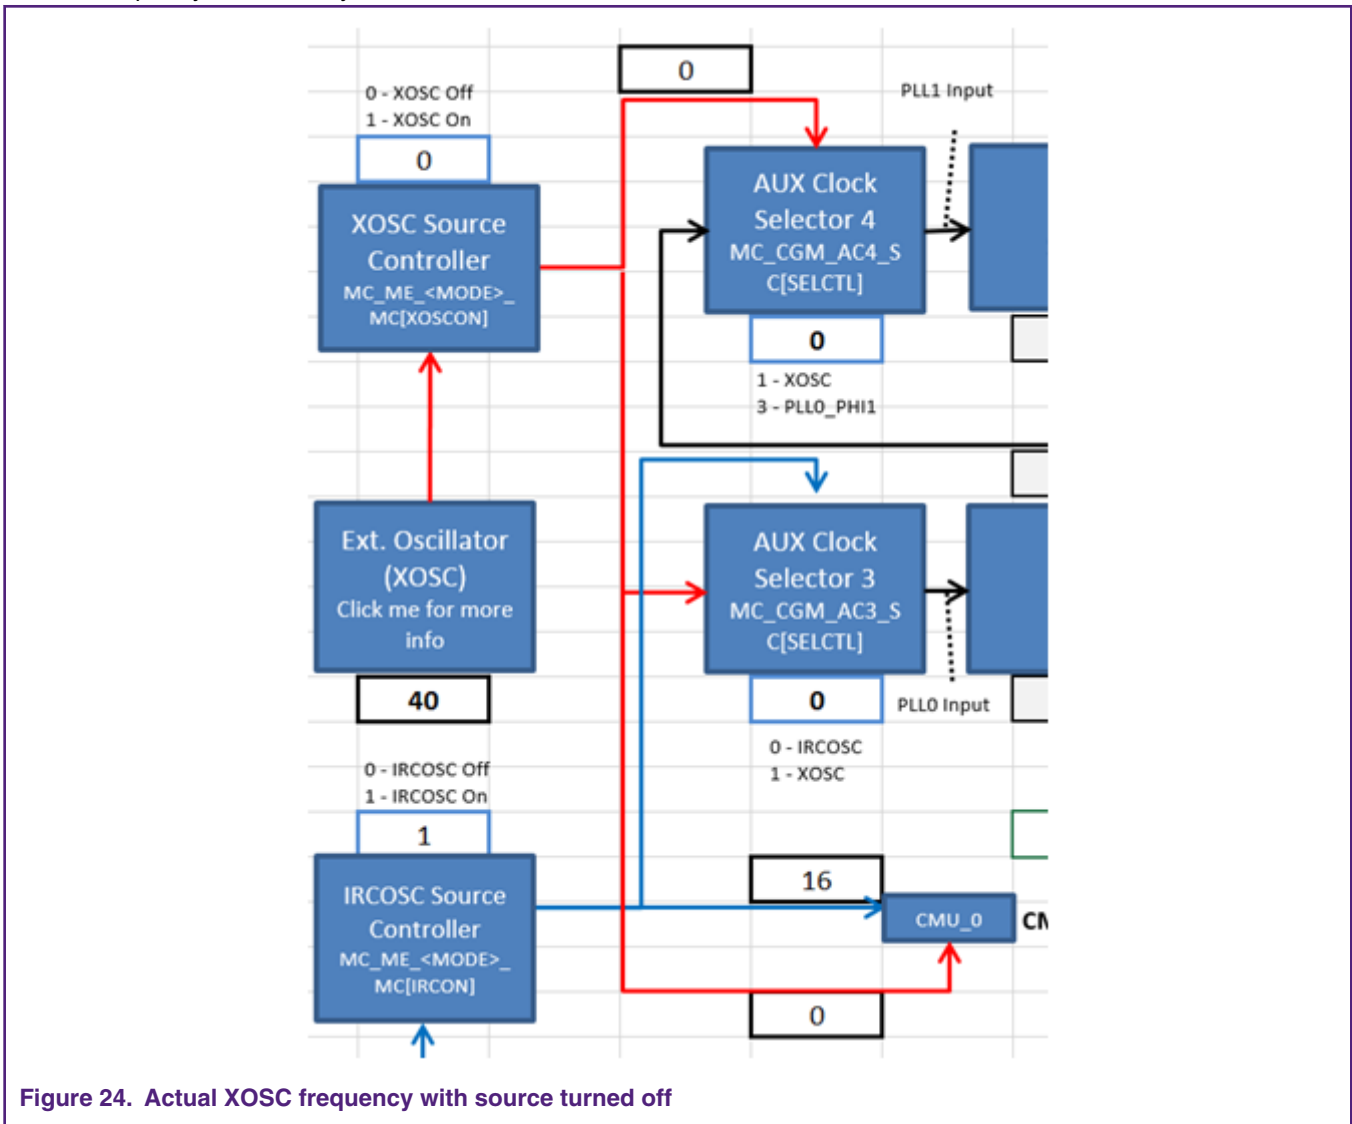 0
0 - XOSC Off
1 - XOSC On
0
XOSC Source
Controller
MC_ME_<MODE>_
MC[XOSCON]
PLL1 Input
AUX Clock
Selector 4
MC_CGM_AC4_S
C[SELCTL]
0
1 - XOSC
3 - PLL0_PHI1
Ext. Oscillator
(XOSC)
Click me for more
info
40
AUX Clock
Selector 3
MC_CGM_AC3_S
C[SELCTL]
0
PLL0 Input
0 - IRCOSC
1 - XOSC
0 - IRCOSC Off
1 - IRCOSC On
1
IRCOSC Source
Controller
MC_ME_<MODE>_
MC[IRCON]
16
CMU_0
0
Figure 24. Actual XOSC frequency with source turned off